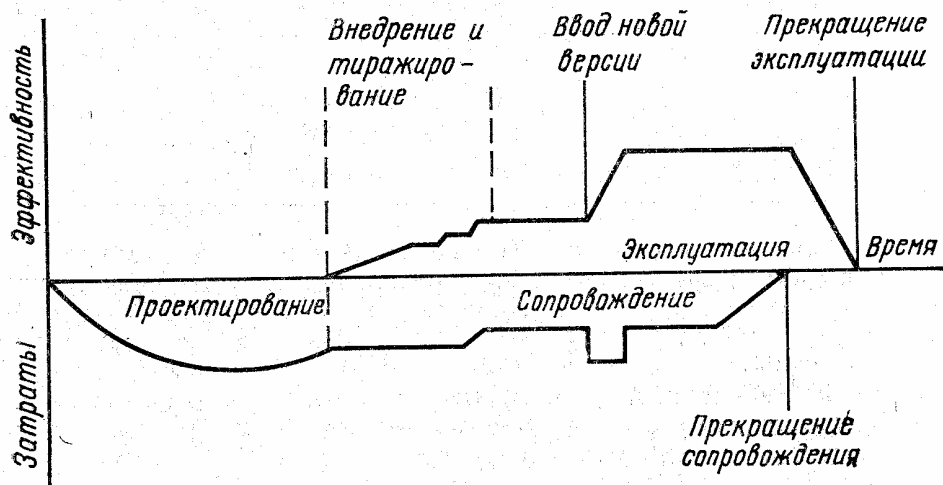 Эффективность
Затраты
Внедрение и
тиражиро-
вание
Ввод новой
версии
Прекращение
эксплуатации
Эксплуатация
Время
Проектирование
Сопровождение
Прекращение
сопровождения